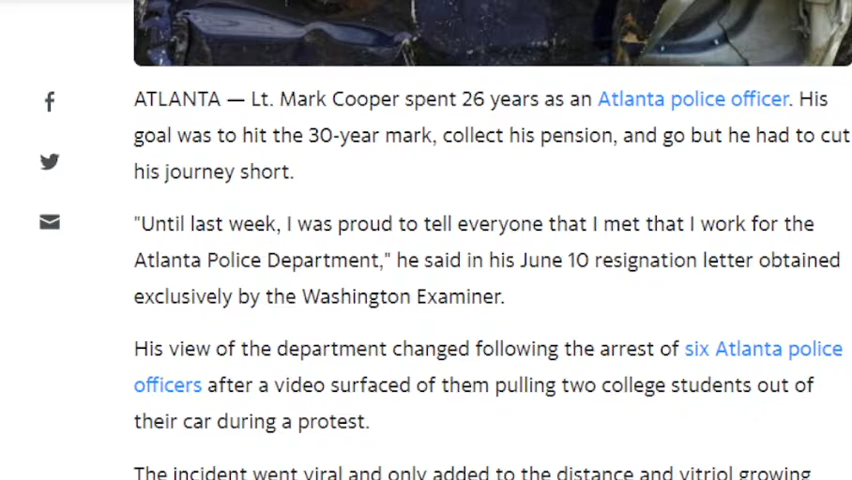 ATLANTA — Lt. Mark Cooper spent 26 years as an Atlanta police officer. His
goal was to hit the 30-year mark, collect his pension, and go but he had to cut
his journey short.
"Until last week, I was proud to tell everyone that I met that I work for the
Atlanta Police Department," he said in his June 10 resignation letter obtained
exclusively by the Washington Examiner.
His view of the department changed following the arrest of six Atlanta police
officers after a video surfaced of them pulling two college students out of
their car during a protest.
The incident went viral and only added to the distance and vitriol growing